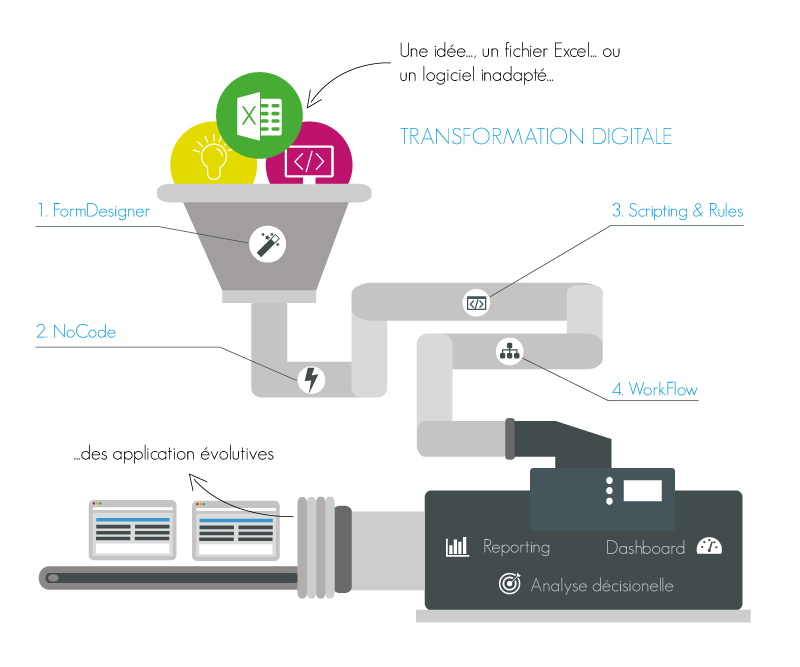 Une idée..., un fichier Excel... ou
un logiciel inadapté...
TRANSFORMATION DIGITALE
1. FormDesigner
3. Scripting & Rules
2. NoCode
4. WorkFlow
...des application évolutives
Reporting
Dashboard
Analyse décisionelle